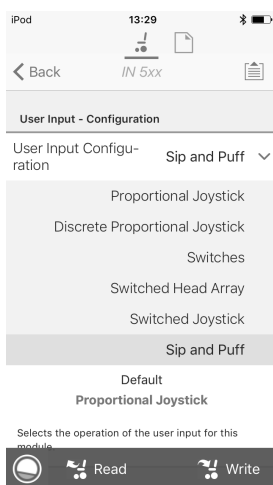 iPod 13:29
Back IN 5xx
User Input - Configuration
User Input Configu-
ration
Sip and Puff
Proportional Joystick
Discrete Proportional Joystick
Switches
Switched Head Array
Switched Joystick
Sip and Puff
Default
Proportional Joystick
Selects the operation of the user input for this
module
Read Write